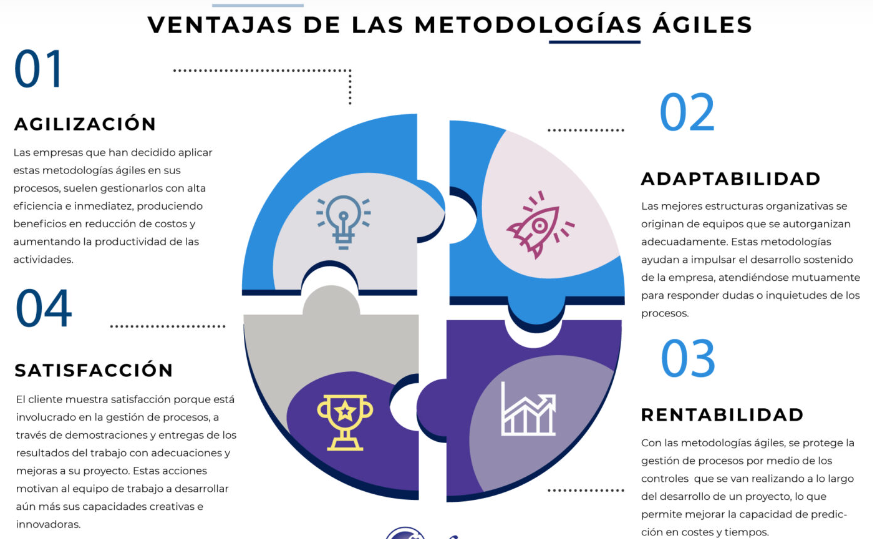 VENTAJAS DE LAS METODOLOGÍAS ÁGILES
01
AGILIZACIÓN
Las empresas que han decidido aplicar
estas metodologías ágiles en sus
procesos, suelen gestionarlos con alta
eficiencia e inmediatez, produciendo
beneficios en reducción de costos y
aumentando la productividad de las
actividades.
02
ADAPTABILIDAD
Las mejores estructuras organizativas se
originan de equipos que se autorganizan
adecuadamente. Estas metodologías
ayudan a impulsar el desarrollo sostenido
de la empresa, atendiéndose mutuamente
para responder dudas o inquietudes de los
procesos.
03
RENTABILIDAD
Con las metodologías ágiles, se protege la
gestión de procesos por medio de los
controles que se van realizando a lo largo
del desarrollo de un proyecto, lo que
permite mejorar la capacidad de predic-
ción en costes y tiempos.
04
SATISFACCIÓN
El cliente muestra satisfacción porque está
involucrado en la gestión de procesos, a
través de demostraciones y entregas de los
resultados del trabajo con adecuaciones y
mejoras a su proyecto. Estas acciones
motivan al equipo de trabajo a desarrollar
aún más sus capacidades creativas e
innovadoras.